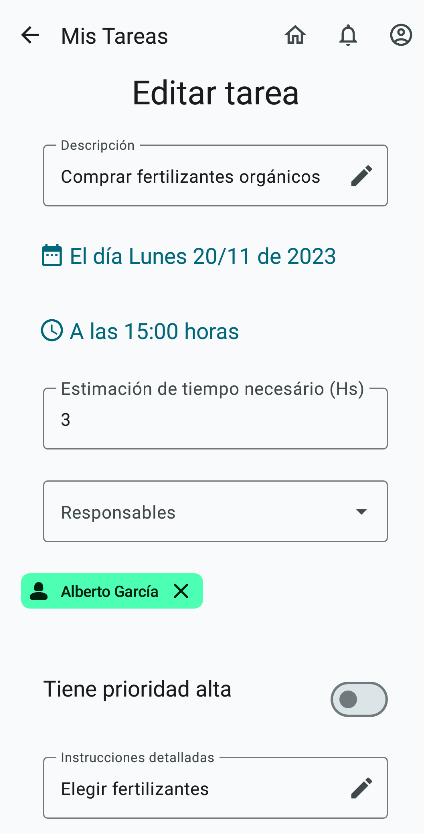 Mis Tareas
Editar tarea
Descripción
Comprar fertilizantes orgánicos
El día Lunes 20/11 de 2023
A las 15:00 horas
Estimación de tiempo necesário (Hs)
3
Responsables
Alberto García
Tiene prioridad alta
Instrucciones detalladas
Elegir fertilizantes